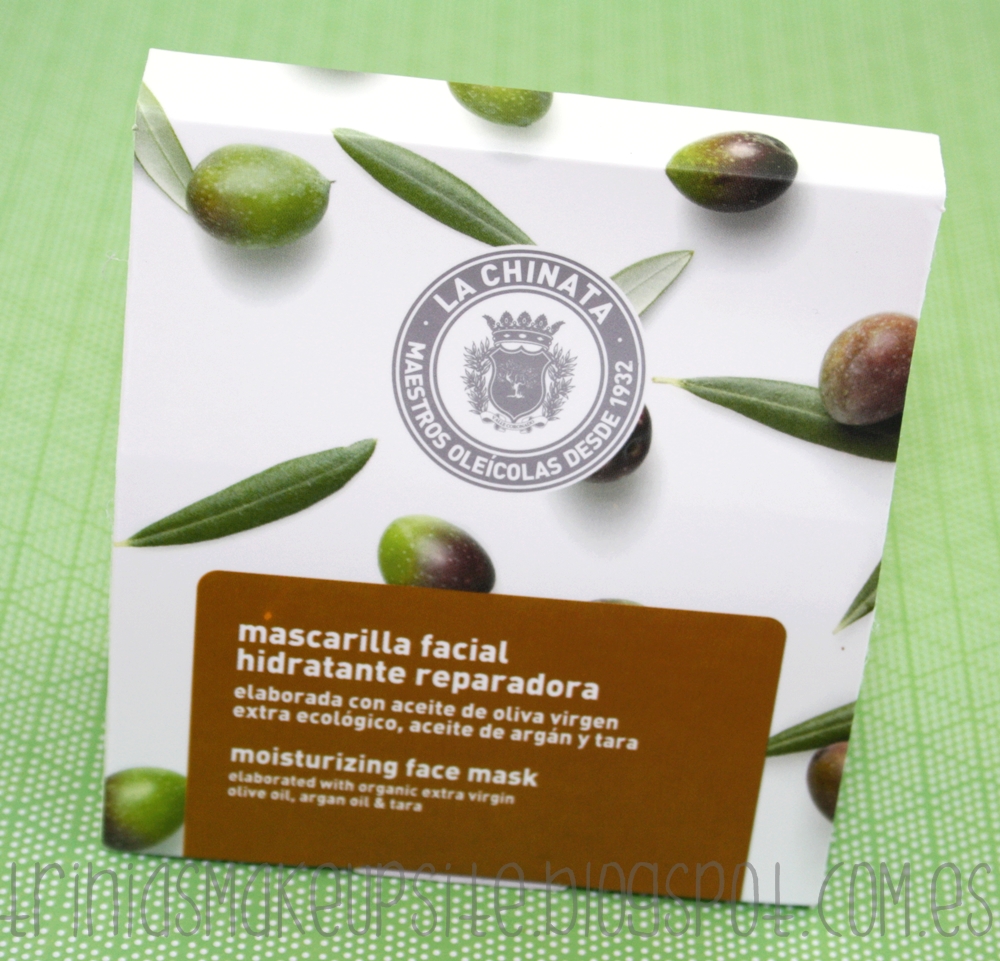 LA CHINATA
MAESTROS OLEÍCOLAS DESDE 1932
mascarilla facial
hidratante reparadora
elaborada con aceite de oliva virgen
extra ecológico, aceite de argán y tara
moisturizing face mask
elaborated with organic extra virgin
olive oil, argan oil & tara
triniasmakeupsite.blogspot.com.es